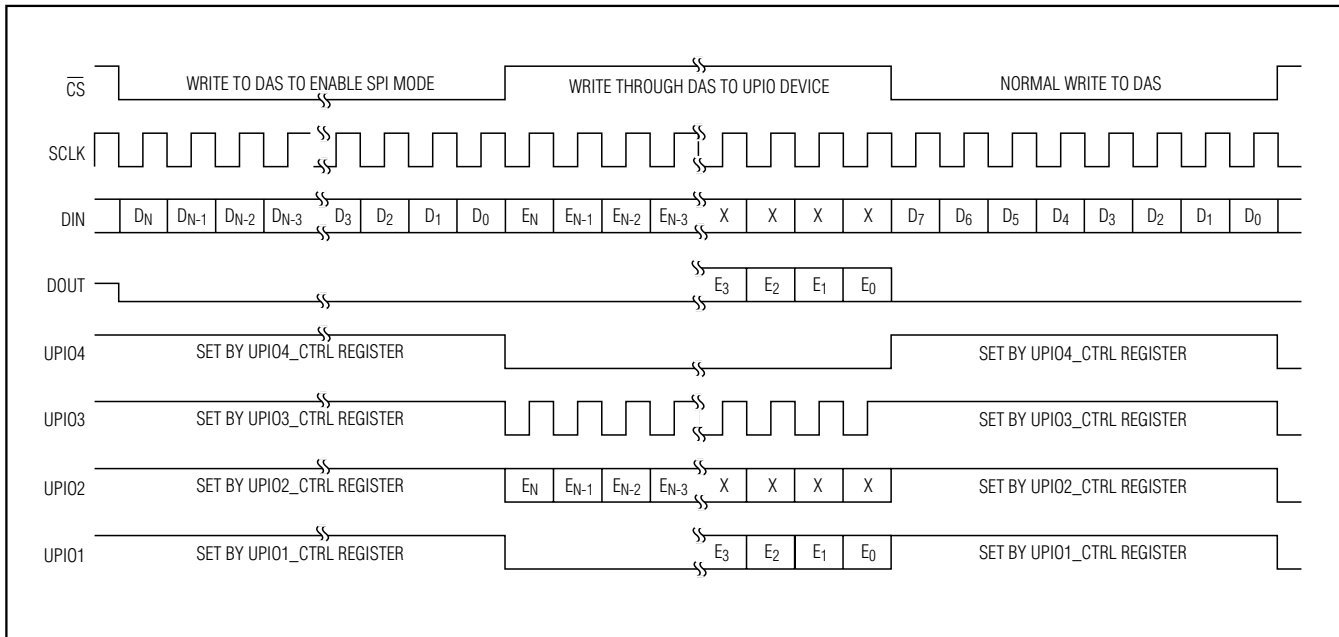 CS WRITE TO DAS TO ENABLE SPI MODE WRITE THROUGH DAS TO UPIO DEVICE NORMAL WRITE TO DAS
SCLK
DIN DN DN-1 DN-2 DN-3 D3 D2 D1 D0 EN EN-1 EN-2 EN-3 X X X X D7 D6 D5 D4 D3 D2 D1 D0
DOUT E3 E2 E1 E0
UPIO4 SET BY UPIO4_CTRL REGISTER SET BY UPIO4_CTRL REGISTER
UPIO3 SET BY UPIO3_CTRL REGISTER SET BY UPIO3_CTRL REGISTER
UPIO2 SET BY UPIO2_CTRL REGISTER EN EN-1 EN-2 EN-3 X X X X SET BY UPIO2_CTRL REGISTER
UPIO1 SET BY UPIO1_CTRL REGISTER E3 E2 E1 E0 SET BY UPIO1_CTRL REGISTER